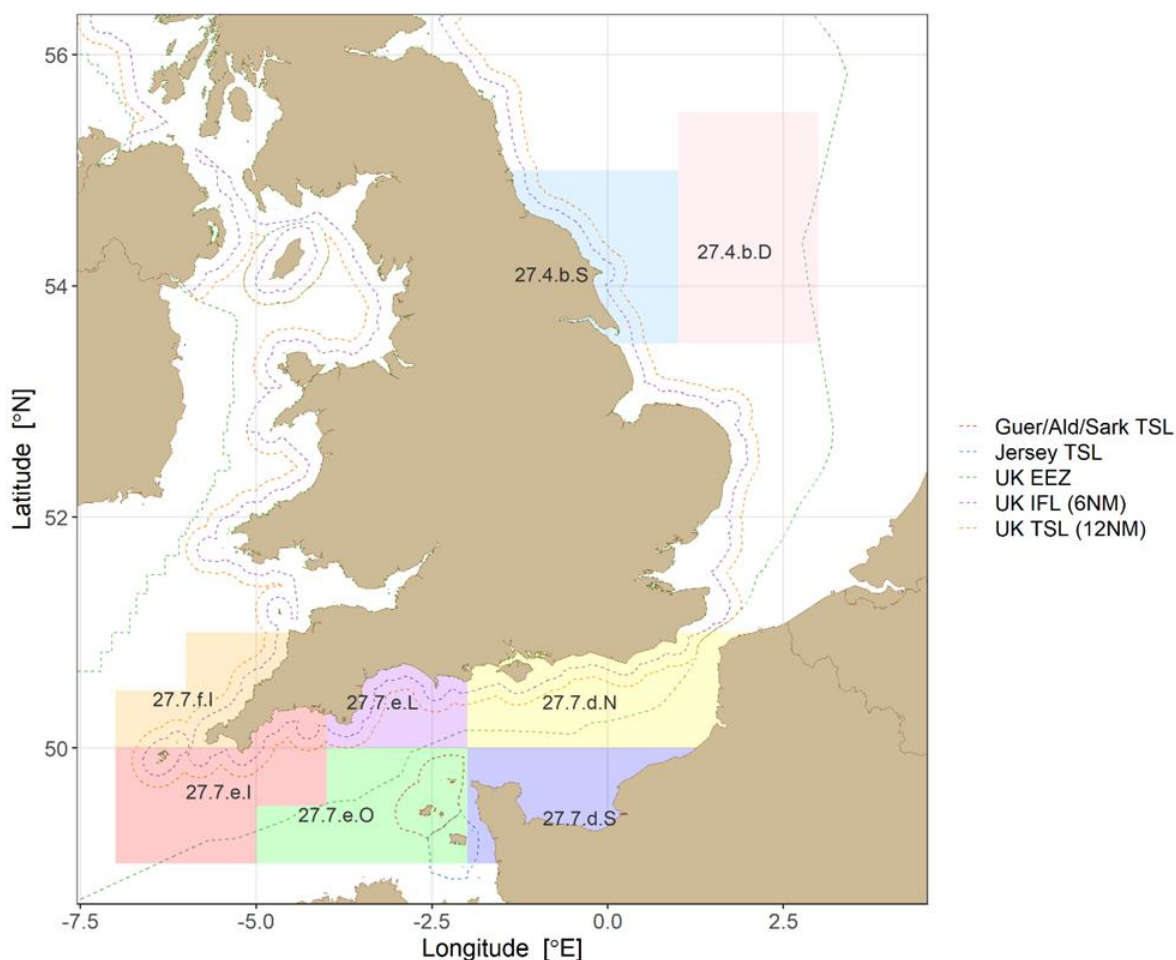 56
54
52
50
Latitude [°N]
-7.5
-5.0
-2.5
0.0
2.5
Longitude [°E]
27.4.b.D
27.4.b.S
27.7.f.I
27.7.e.L
27.7.d.N
27.7.e.I
27.7.e.O
27.7.d.S
Guer/Ald/Sark TSL
Jersey TSL
UK EEZ
UK IFL (6NM)
UK TSL (12NM)